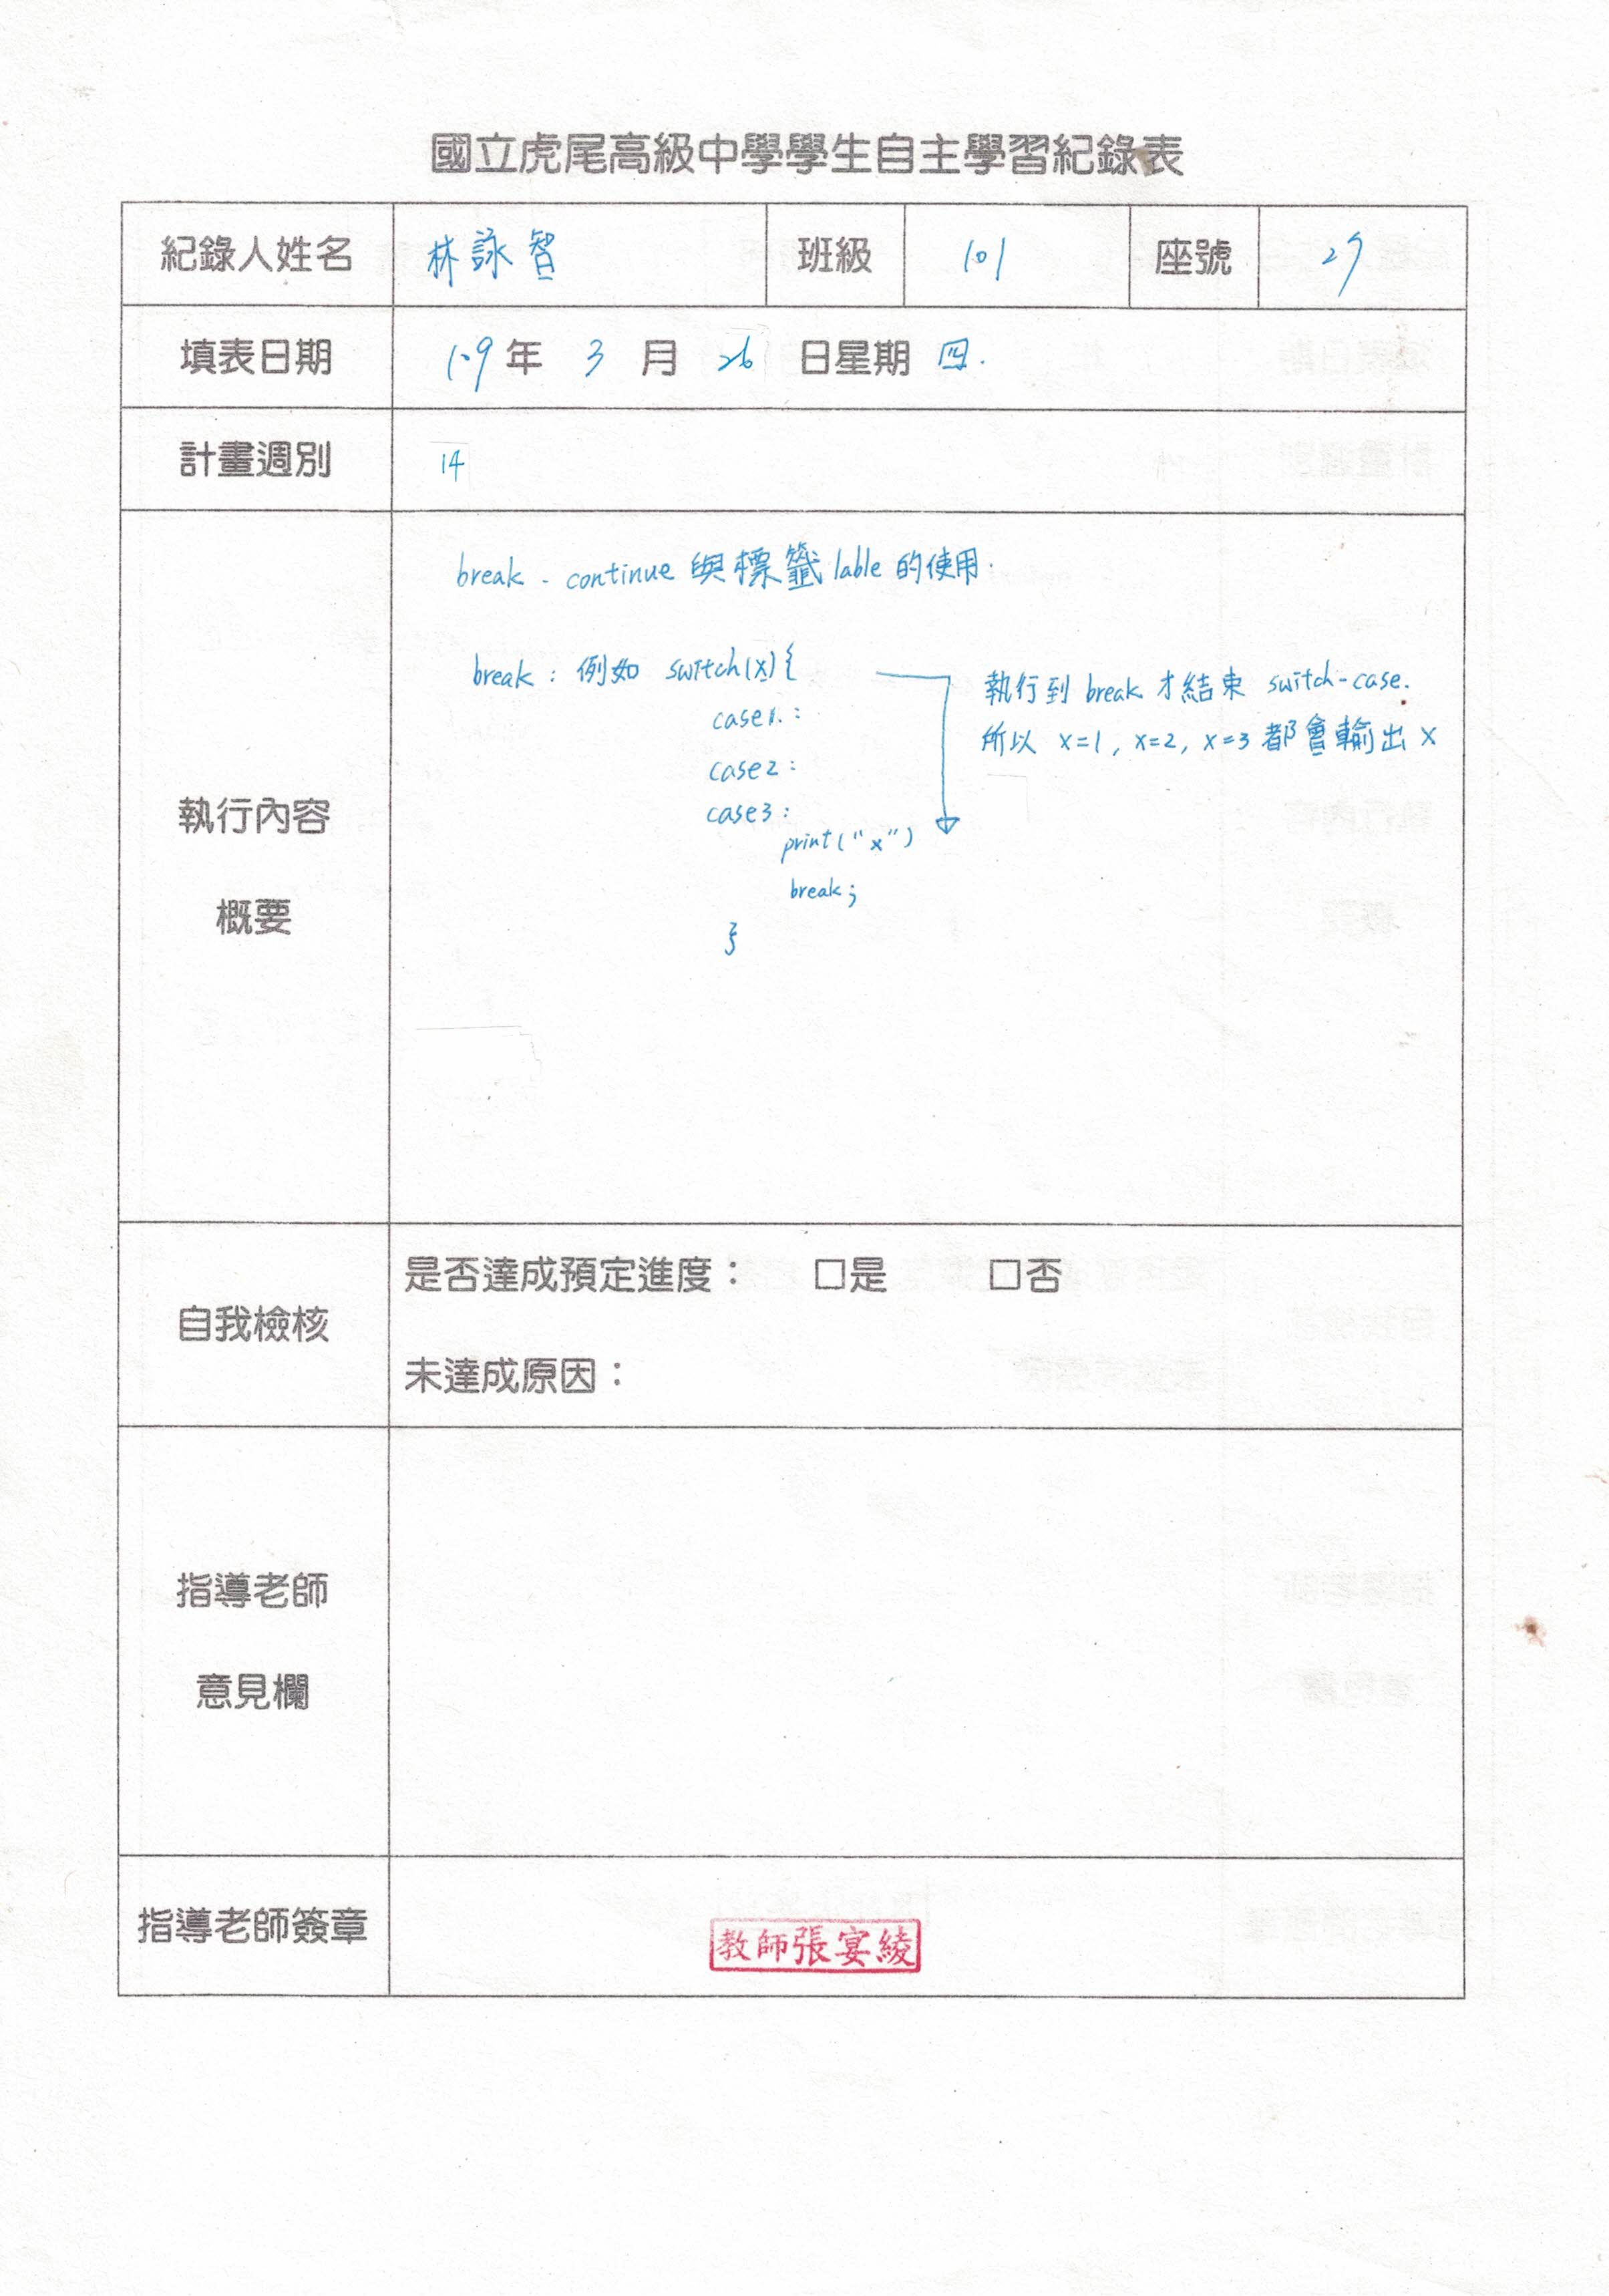 國立虎尾高級中學學生自主學習紀錄表
紀錄人姓名 林詠智 班級 101 座號 27
填表日期 109年 3 月 26 日星期 四.
計畫週別 14
break、continue 與標籤 lable 的使用.
break : 例如 switch(x){
執行到 break 才結束 switch-case.
case1. :
所以 x=1, x=2, x=3 都會輸出 x
case2 :
case3 :
執行內容
print("x")
break;
概要
}
是否達成預定進度： □是 □否
自我檢核
未達成原因：
指導老師
意見欄
指導老師簽章 教師張宴綾